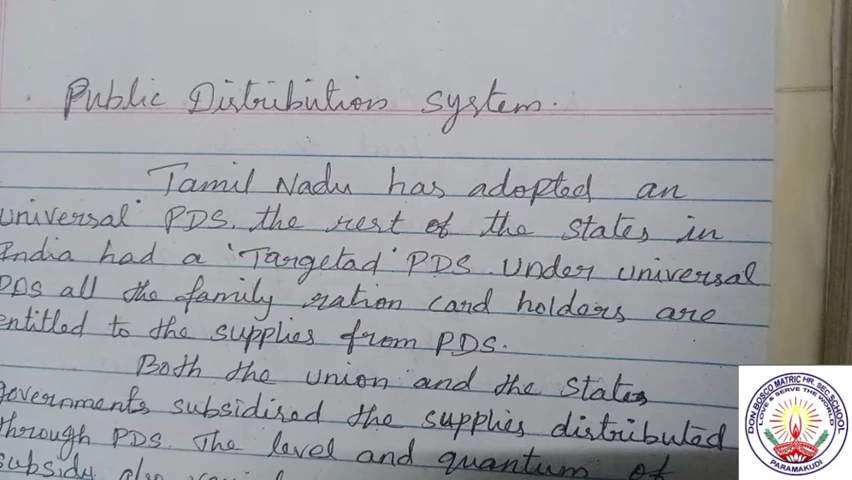 Public Distribution System.
Tamil Nadu has adopted an
universal' PDS. the rest of the States in
India had a 'Targetad' PDS. Under universal
PDS all the family ration card holders are
entitled to the supplies from PDS.
Both the union and the States
governments subsidised the supplies distributed
through PDS. The level and quantum of
subsidy also
DON BOSCO MATRIC HR. SEC. SCHOOL
LOVE & SERVE THE WORLD
PARAMAKUDI